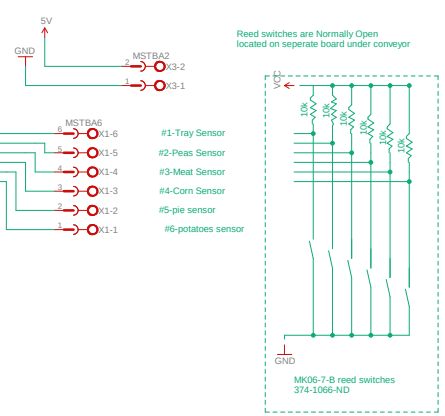 5V
GND
MSTBA2
2
X3-2
1
X3-1
Reed switches are Normally Open
located on seperate board under conveyor
VCC
10k
10k
10k
10k
10k
10k
MSTBA6
6
X1-6
#1-Tray Sensor
5
X1-5
#2-Peas Sensor
4
X1-4
#3-Meat Sensor
3
X1-3
#4-Corn Sensor
2
X1-2
#5-pie sensor
1
X1-1
#6-potatoes sensor
GND
MK06-7-B reed switches
374-1066-ND